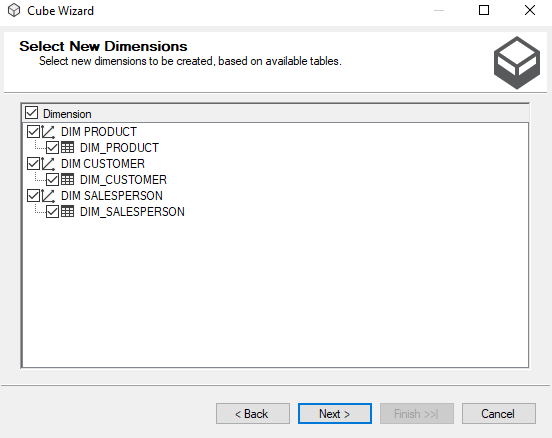 Cube Wizard
Select New Dimensions
Select new dimensions to be created, based on available tables.
Dimension
DIM PRODUCT
DIM_PRODUCT
DIM CUSTOMER
DIM_CUSTOMER
DIM SALESPERSON
DIM_SALESPERSON
< Back Next > Finish >>| Cancel